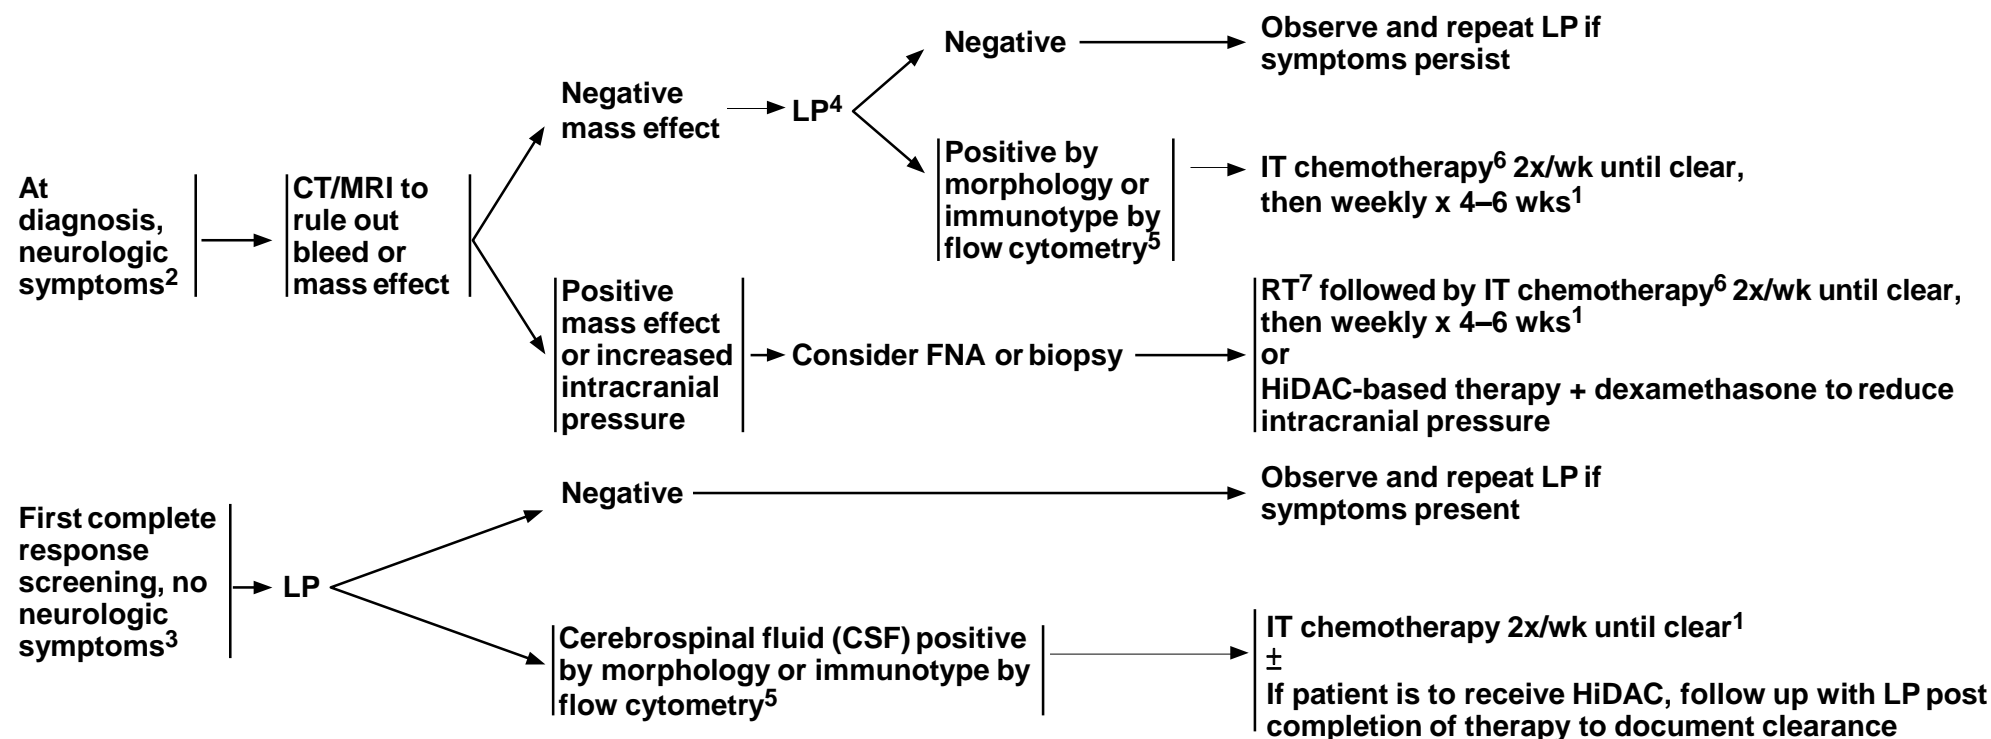 At
diagnosis,
neurologic
symptoms2
CT/MRI to
rule out
bleed or
mass effect
Negative
mass effect
LP4
Negative
Observe and repeat LP if
symptoms persist
Positive by
morphology or
immunotype by
flow cytometry5
IT chemotherapy6 2x/wk until clear,
then weekly x 4–6 wks1
Positive
mass effect
or increased
intracranial
pressure
Consider FNA or biopsy
RT7 followed by IT chemotherapy6 2x/wk until clear,
then weekly x 4–6 wks1
or
HiDAC-based therapy + dexamethasone to reduce
intracranial pressure
First complete
response
screening, no
neurologic
symptoms3
LP
Negative
Observe and repeat LP if
symptoms present
Cerebrospinal fluid (CSF) positive
by morphology or immunotype by
flow cytometry5
IT chemotherapy 2x/wk until clear1
±
If patient is to receive HiDAC, follow up with LP post
completion of therapy to document clearance